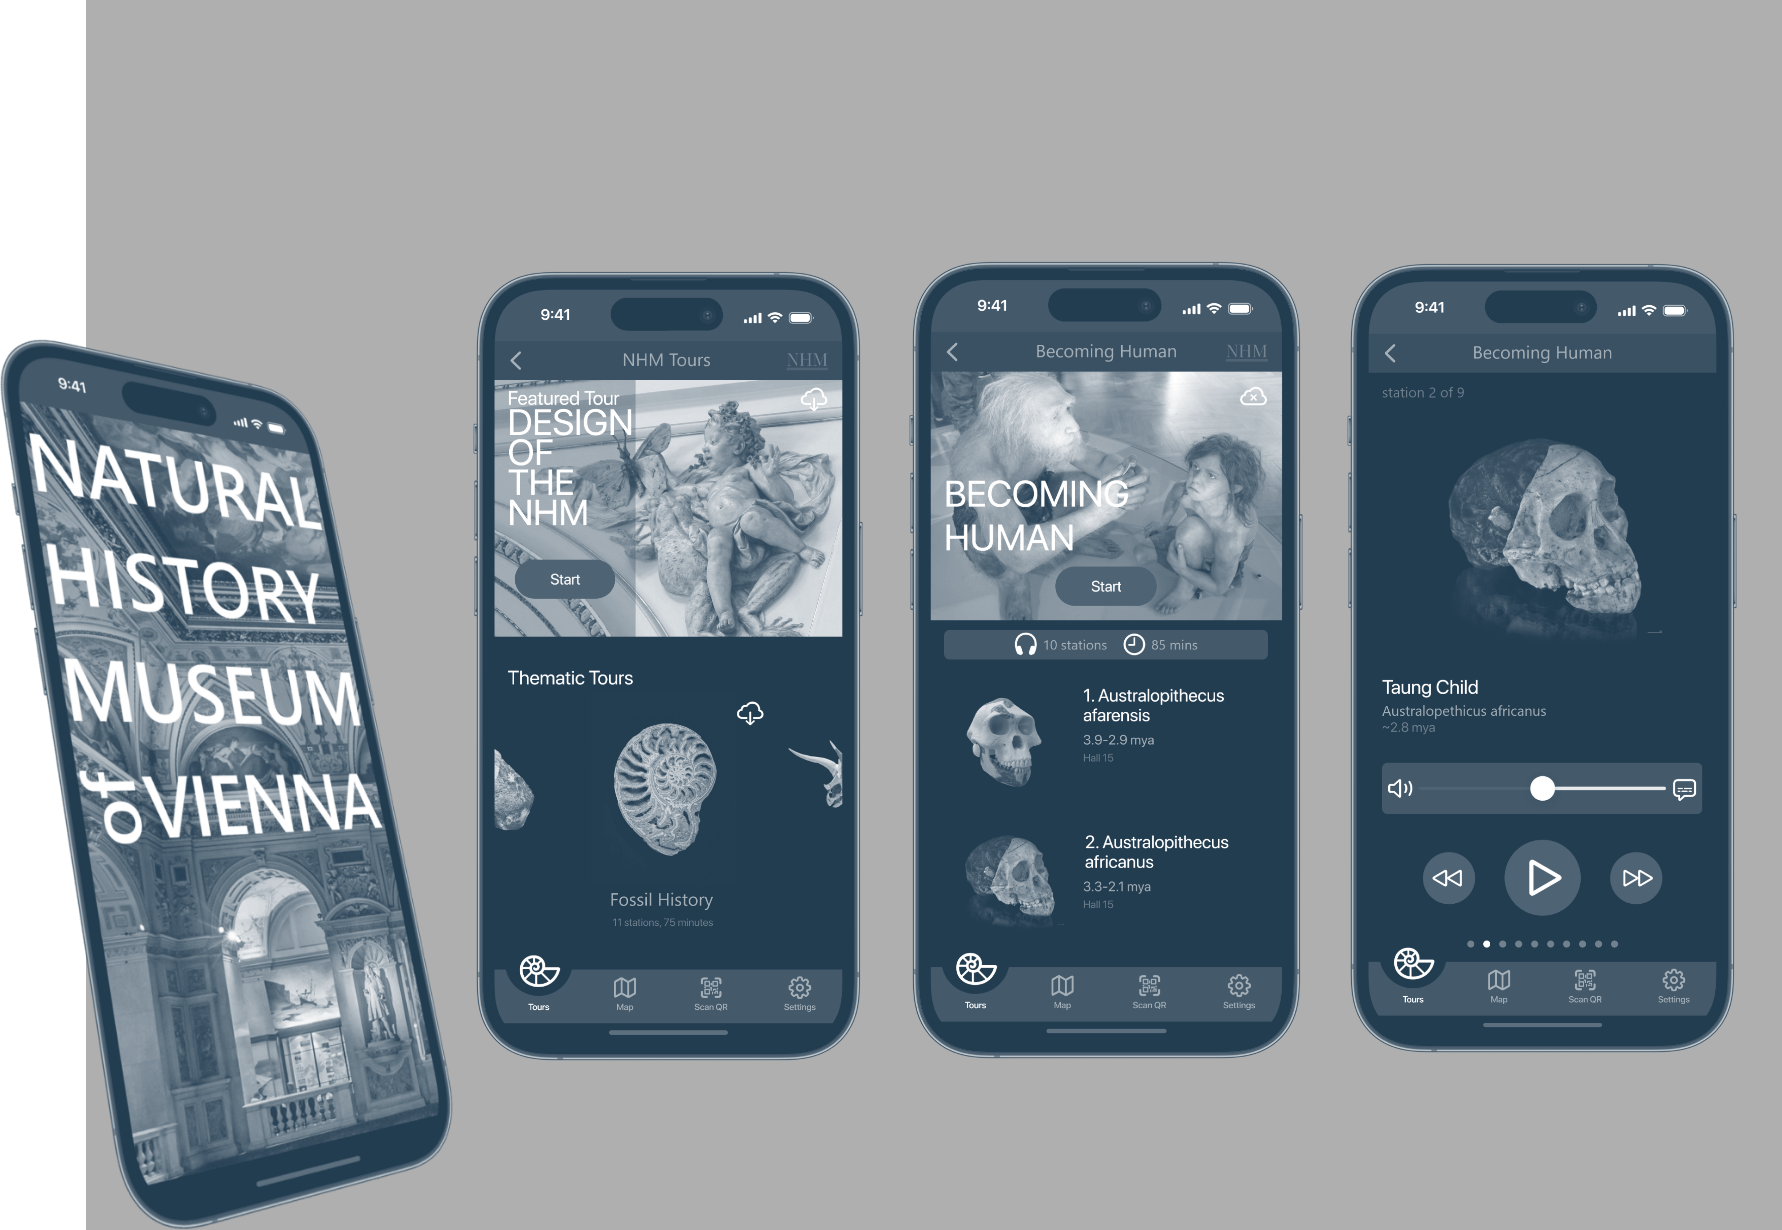 9:41
NATURAL
HISTORY
MUSEUM
of VIENNA
9:41
NHM Tours
NHM
Featured Tour
DESIGN
OF
THE
NHM
Start
Thematic Tours
Fossil History
11 stations, 75 minutes
Tours
Map
Scan QR
Settings
9:41
Becoming Human
NHM
BECOMING
HUMAN
Start
10 stations
85 mins
1. Australopithecus
afarensis
3.9-2.9 mya
Hall 15
2. Australopithecus
africanus
3.3-2.1 mya
Hall 15
Tours
Map
Scan QR
Settings
9:41
Becoming Human
station 2 of 9
Taung Child
Australopethicus africanus
~2.8 mya
Tours
Map
Scan QR
Settings